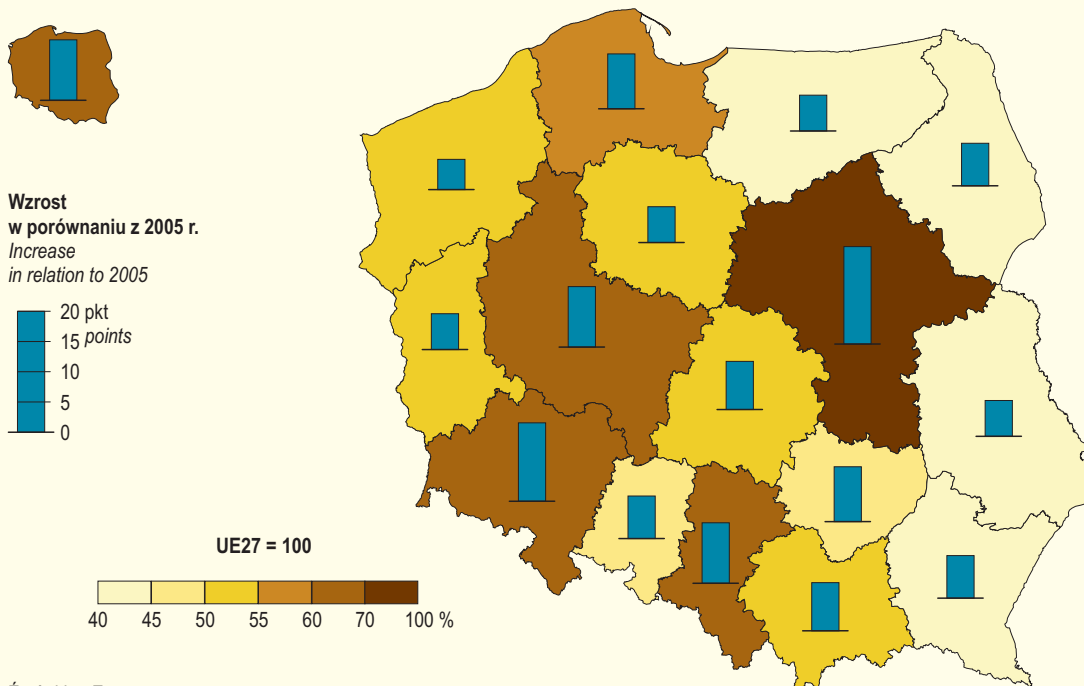 Wzrost
w porównaniu z 2005 r.
Increase
in relation to 2005
20 pkt
15 points
10
5
0
UE27 = 100
40 45 50 55 60 70 100 %